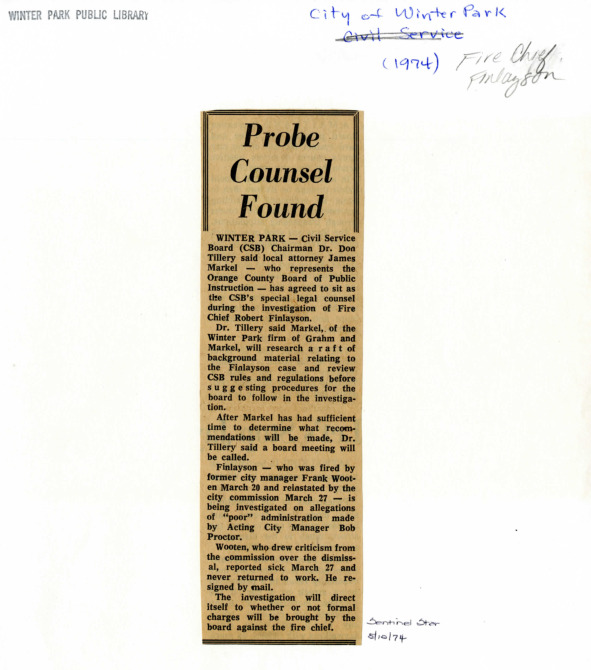 WINTER PARK PUBLIC LIBRARY
City of Winter Park
Civil Service
(1974)
Fire Chief
Finlayson
Probe
Counsel
Found
WINTER PARK — Civil Service
Board (CSB) Chairman Dr. Don
Tillery said local attorney James
Markel — who represents the
Orange County Board of Public
Instruction — has agreed to sit as
the CSB's special legal counsel
during the investigation of Fire
Chief Robert Finlayson.
Dr. Tillery said Markel, of the
Winter Park firm of Grahm and
Markel, will research a raft of
background material relating to
the Finlayson case and review
CSB rules and regulations before
suggesting procedures for the
board to follow in the investiga-
tion.
After Markel has had sufficient
time to determine what recom-
mendations will be made, Dr.
Tillery said a board meeting will
be called.
Finlayson — who was fired by
former city manager Frank Woot-
en March 20 and reinstated by the
city commission March 27 — is
being investigated on allegations
of "poor" administration made
by Acting City Manager Bob
Proctor.
Wooten, who drew criticism from
the commission over the dismiss-
al, reported sick March 27 and
never returned to work. He re-
signed by mail.
The investigation will direct
itself to whether or not formal
charges will be brought by the
board against the fire chief.
Sentinel Star
5/10/74